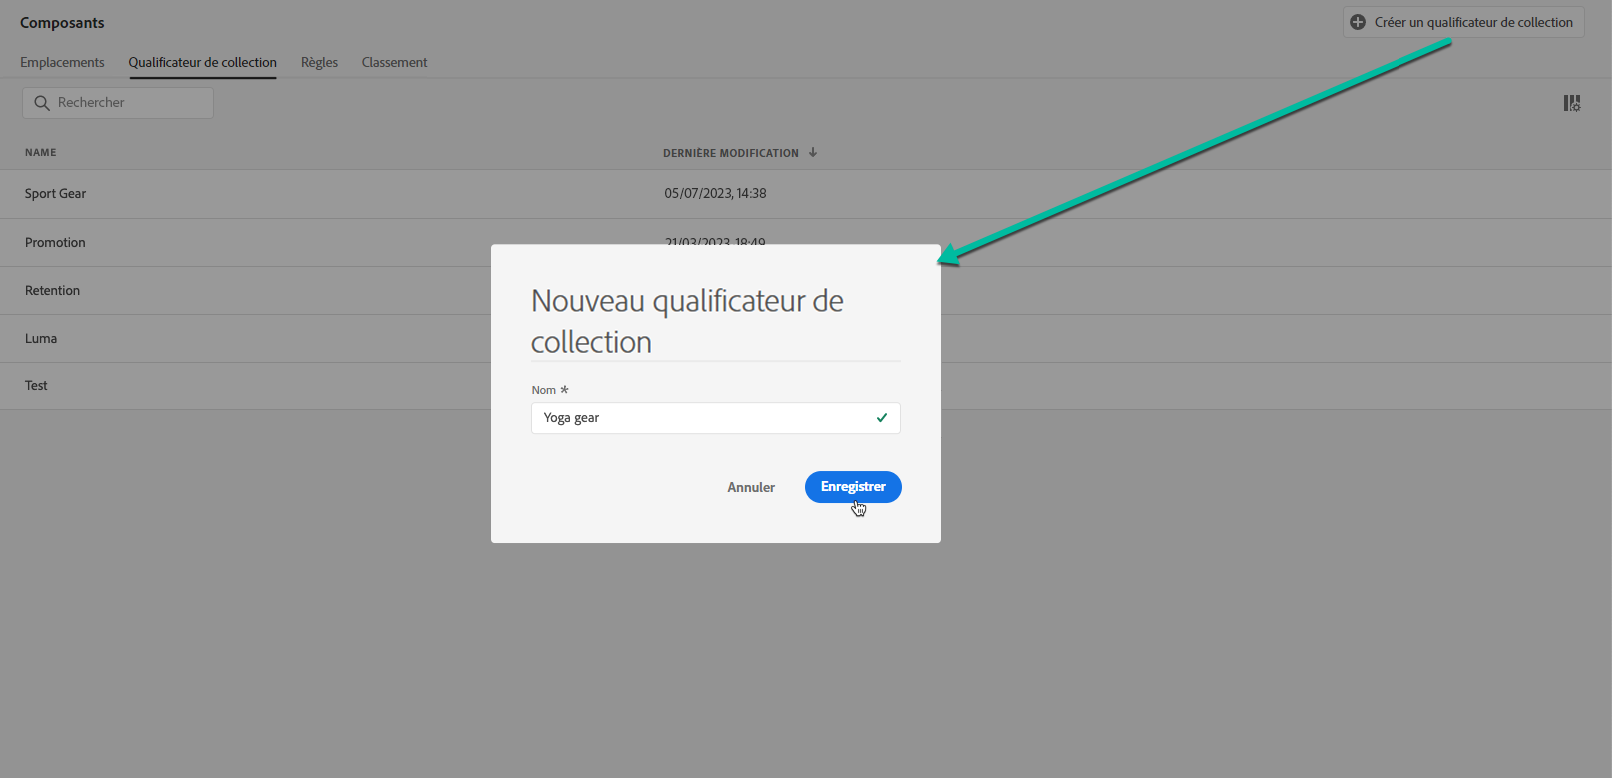 Composants
Créer un qualificateur de collection
Emplacements
Qualificateur de collection
Règles
Classement
Rechercher
NAME
DERNIÈRE MODIFICATION
Sport Gear
05/07/2023, 14:38
Promotion
21/03/2023, 18:49
Retention
Luma
Test
Nouveau qualificateur de
collection
Nom *
Yoga gear
Annuler
Enregistrer